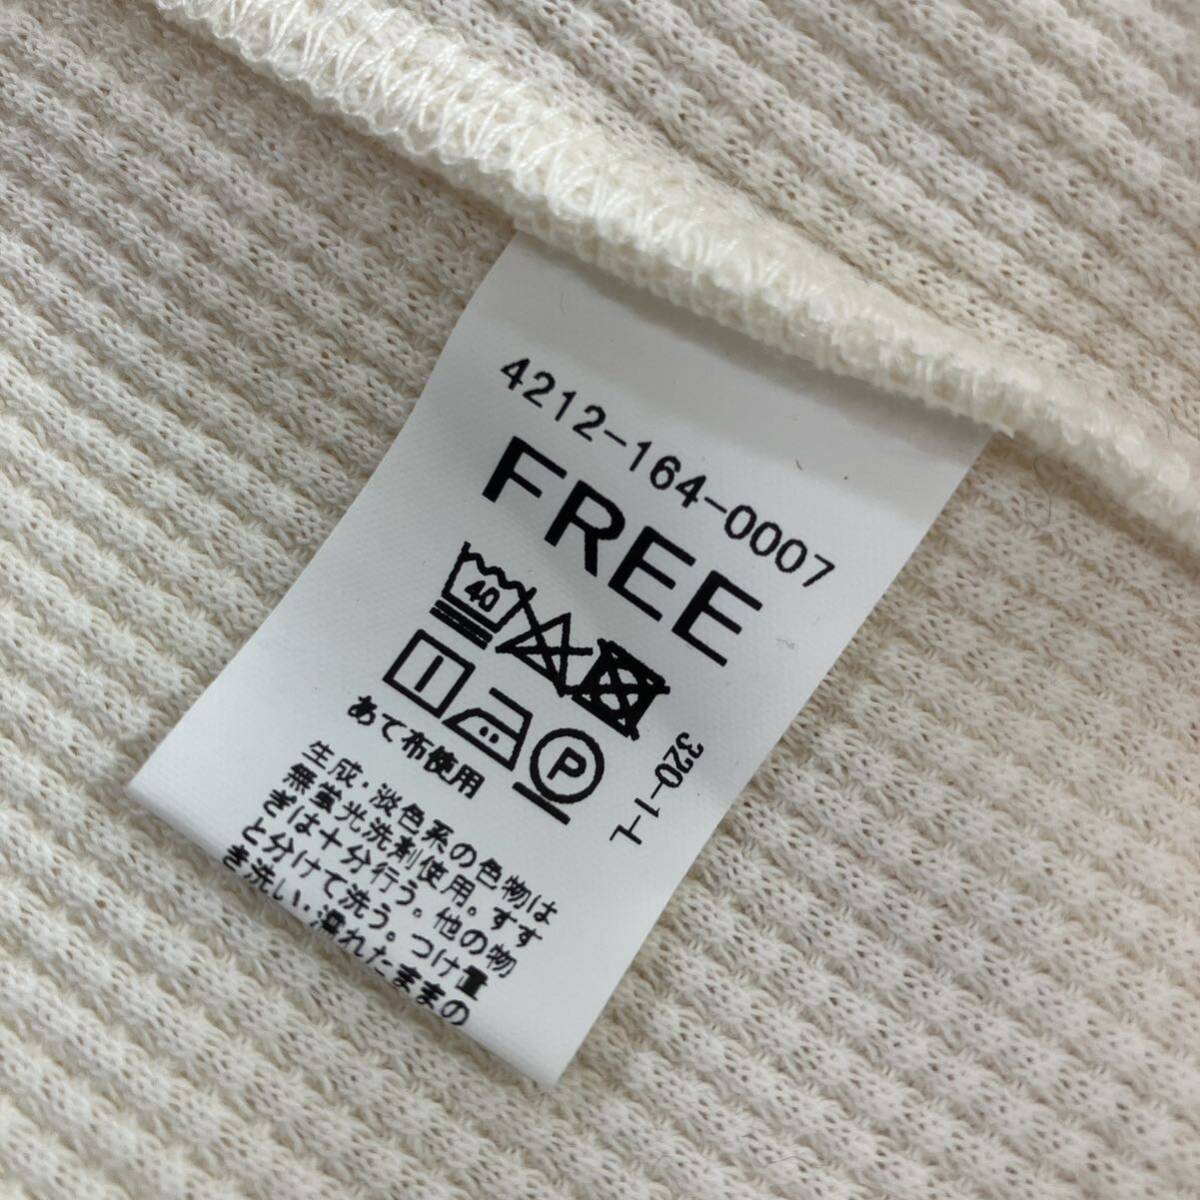 4212-164-0007
FREE
40
P
あて布使用
320-1-L
生成・淡色系の色物は
無蛍光洗剤使用。すす
ぎは十分行う。他の物
と分けて洗う。つけ置
き洗い・濡れたままの